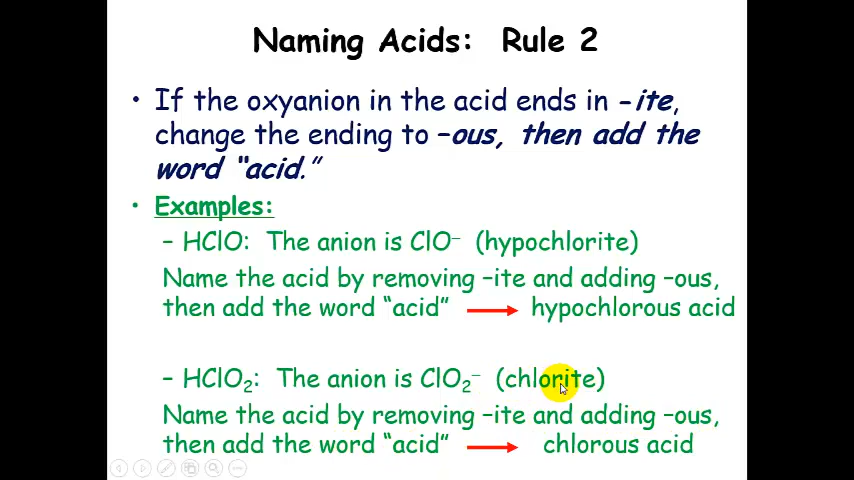 Naming Acids: Rule 2
• If the oxyanion in the acid ends in –ite,
change the ending to –ous, then add the
word "acid."
• Examples:
– HClO: The anion is ClO⁻ (hypochlorite)
Name the acid by removing –ite and adding –ous,
then add the word “acid” → hypochlorous acid
– HClO₂: The anion is ClO₂⁻ (chlorite)
Name the acid by removing –ite and adding –ous,
then add the word “acid” → chlorous acid